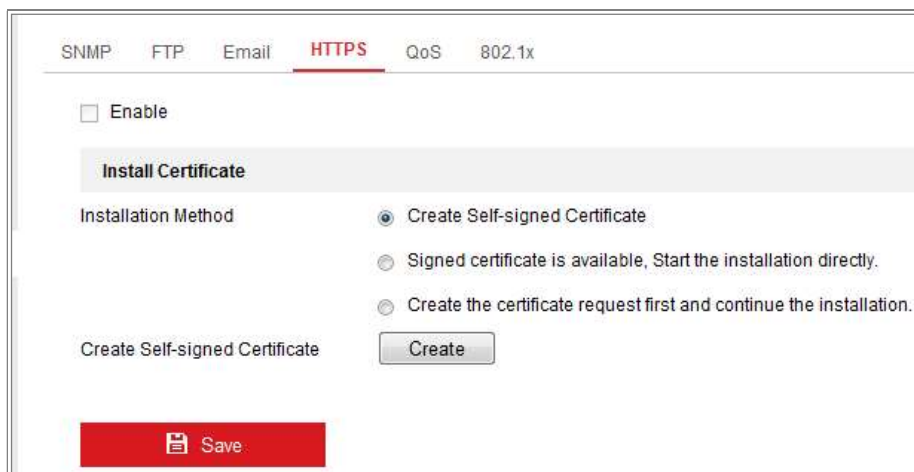 SNMP FTP Email HTTPS QoS 802.1x
Enable
Install Certificate
Installation Method Create Self-signed Certificate
Signed certificate is available, Start the installation directly.
Create the certificate request first and continue the installation.
Create Self-signed Certificate Create
Save